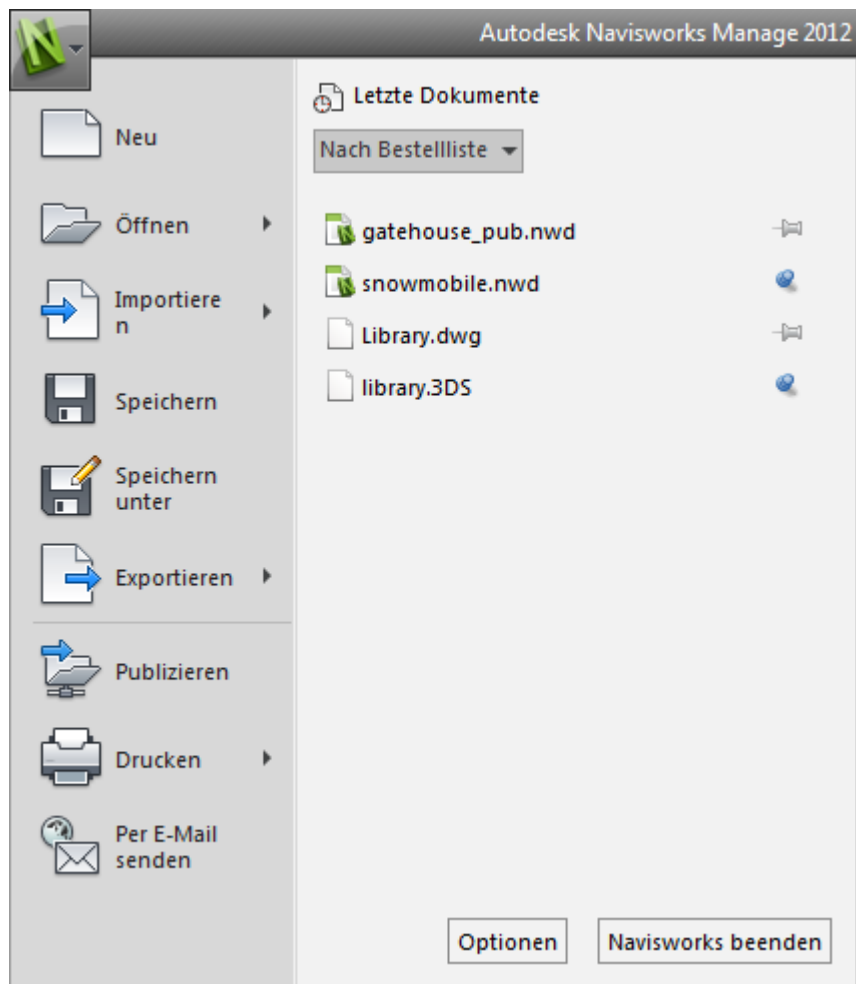 Autodesk Navisworks Manage 2012
Neu
Öffnen
Importiere
n
Speichern
Speichern
unter
Exportieren
Publizieren
Drucken
Per E-Mail
senden
Letzte Dokumente
Nach Bestellliste
gatehouse_pub.nwd
snowmobile.nwd
Library.dwg
library.3DS
Optionen
Navisworks beenden